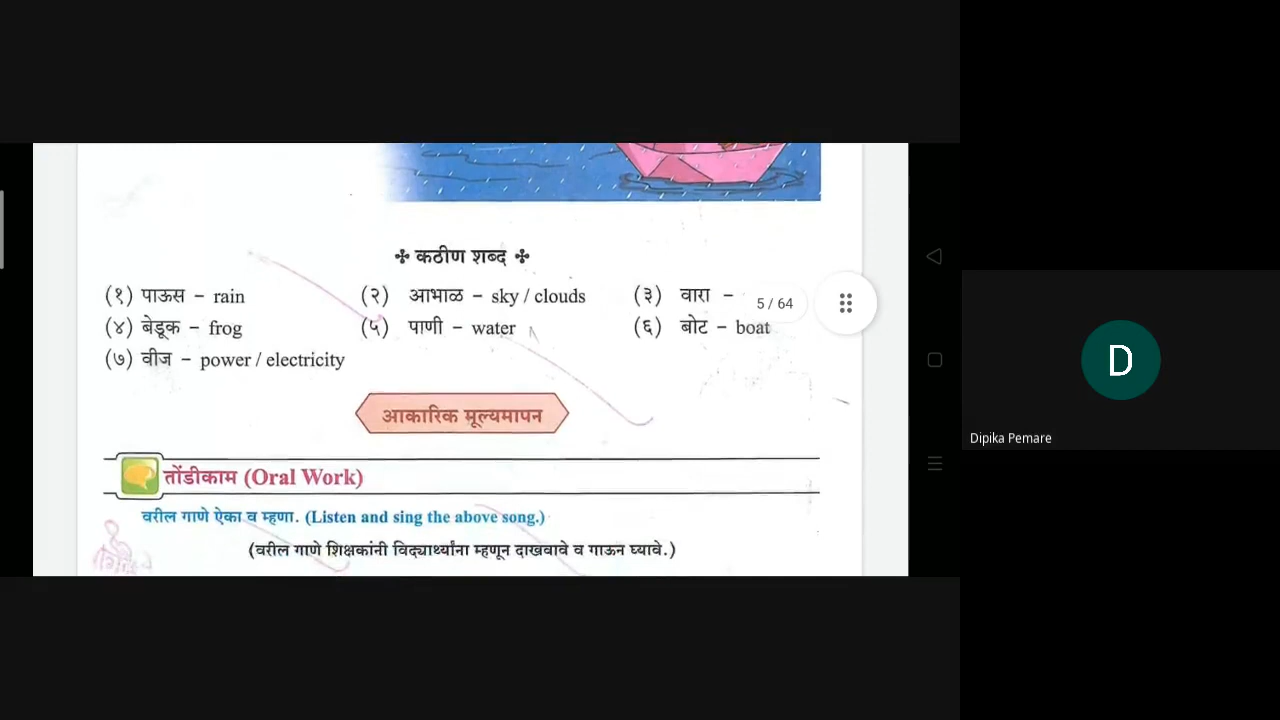 ✣ कठीण शब्द ✣
(१) पाऊस – rain (२) आभाळ – sky / clouds (३) वारा –
5 / 64
(४) बेडूक – frog (५) पाणी – water (६) बोट – boat
(७) वीज – power / electricity
आकारिक मूल्यमापन
तोंडीकाम (Oral Work)
वरील गाणे ऐका व म्हणा. (Listen and sing the above song.)
(वरील गाणे शिक्षकांनी विद्यार्थ्यांना म्हणून दाखवावे व गाऊन घ्यावे.)
D
Dipika Pemare